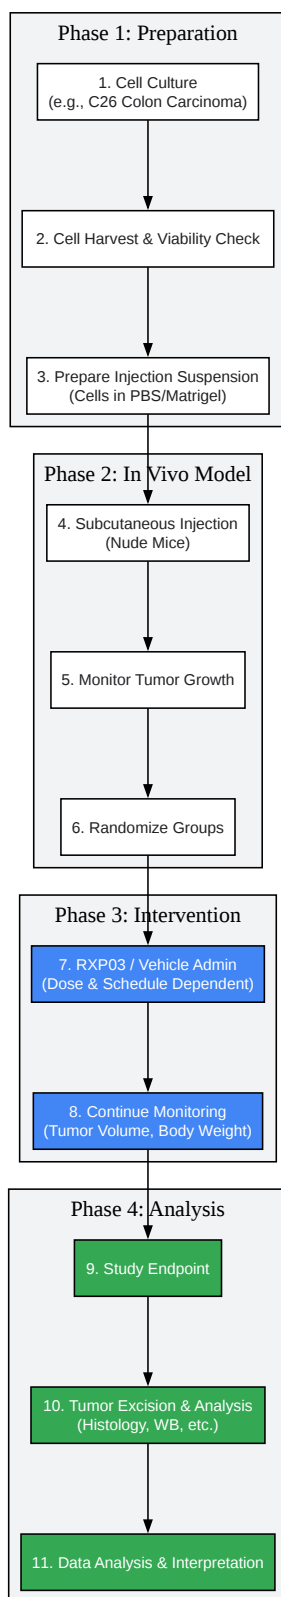 Phase 1: Preparation
1. Cell Culture
(e.g., C26 Colon Carcinoma)
2. Cell Harvest & Viability Check
3. Prepare Injection Suspension
(Cells in PBS/Matrigel)
Phase 2: In Vivo Model
4. Subcutaneous Injection
(Nude Mice)
5. Monitor Tumor Growth
6. Randomize Groups
Phase 3: Intervention
7. RXP03 / Vehicle Admin
(Dose & Schedule Dependent)
8. Continue Monitoring
(Tumor Volume, Body Weight)
Phase 4: Analysis
9. Study Endpoint
10. Tumor Excision & Analysis
(Histology, WB, etc.)
11. Data Analysis & Interpretation